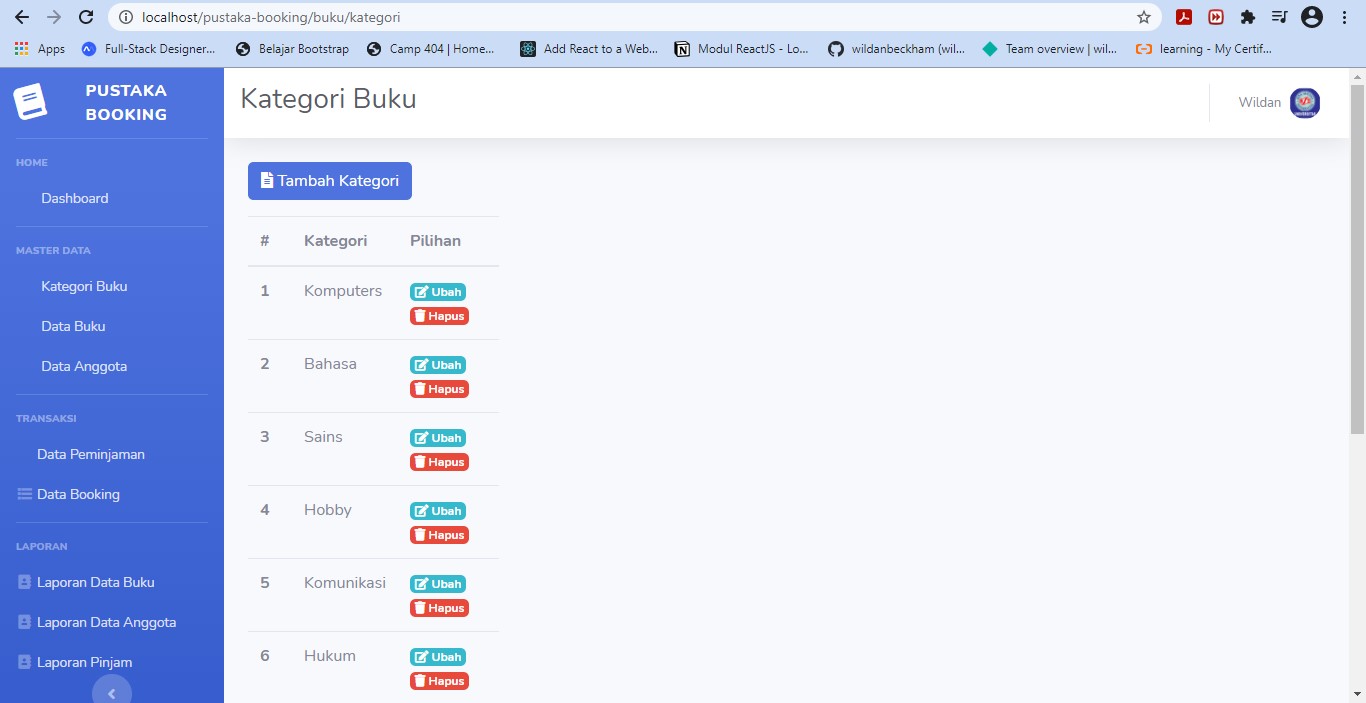 localhost/pustaka-booking/buku/kategori
Apps Full-Stack Designer... Belajar Bootstrap Camp 404 | Home... Add React to a Web... Modul ReactJS - Lo... wildanbeckham (wil... Team overview | wil... learning - My Certif...
PUSTAKA
BOOKING
HOME
Dashboard
MASTER DATA
Kategori Buku
Data Buku
Data Anggota
TRANSAKSI
Data Peminjaman
Data Booking
LAPORAN
Laporan Data Buku
Laporan Data Anggota
Laporan Pinjam
Kategori Buku
Wildan
Tambah Kategori
# Kategori Pilihan
1 Komputers Ubah
Hapus
2 Bahasa Ubah
Hapus
3 Sains Ubah
Hapus
4 Hobby Ubah
Hapus
5 Komunikasi Ubah
Hapus
6 Hukum Ubah
Hapus